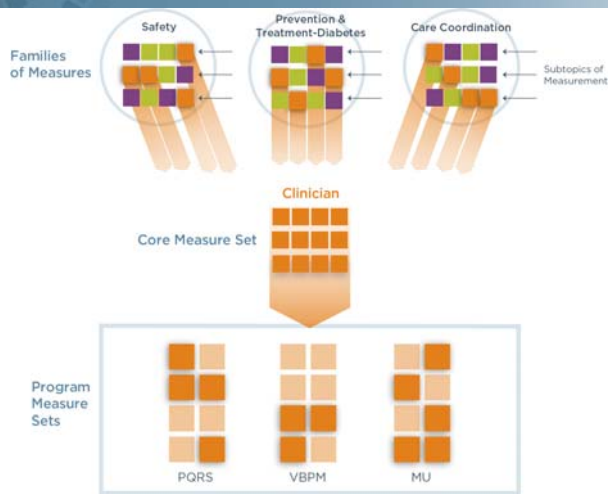 Safety
Prevention &
Treatment-Diabetes
Care Coordination
Families
of Measures
Subtopics of
Measurement
Clinician
Core Measure Set
Program
Measure
Sets
PQRS
VBPM
MU